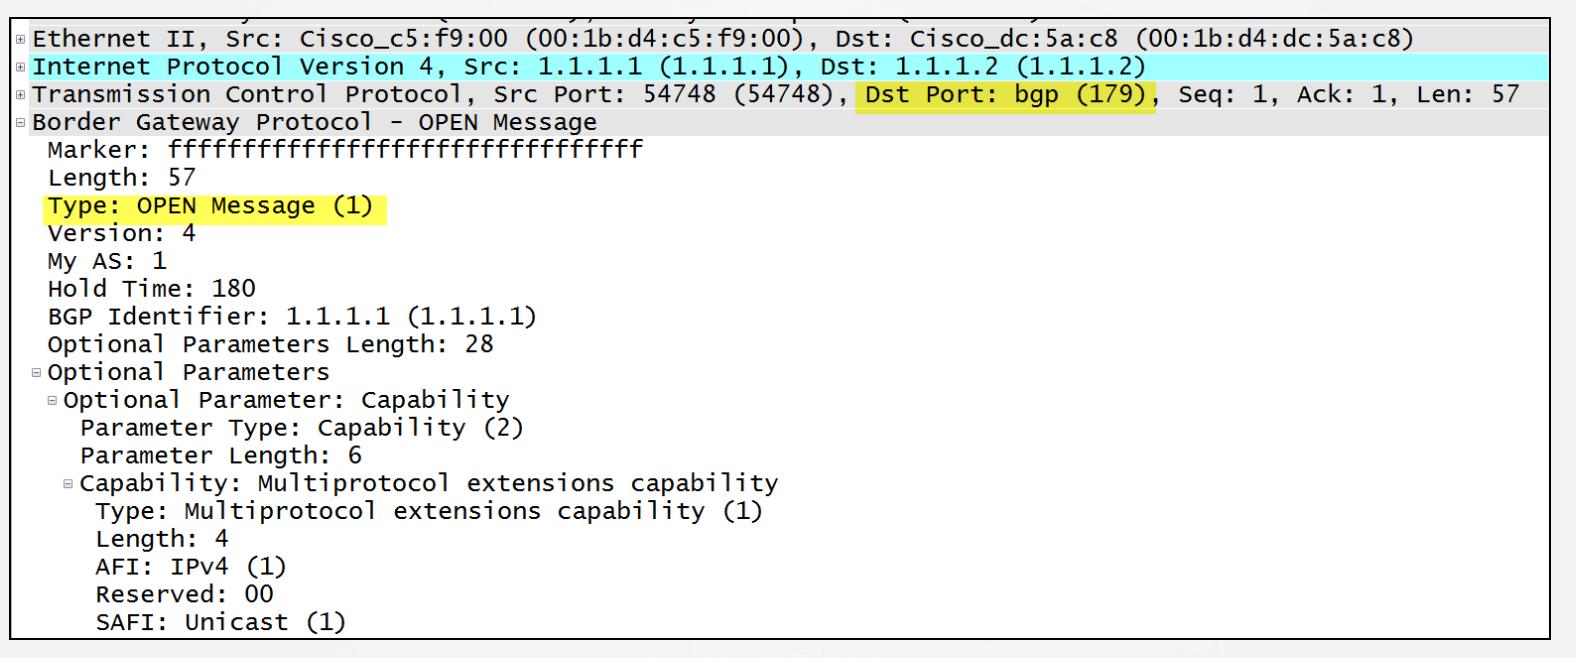 Ethernet II, Src: Cisco_c5:f9:00 (00:1b:d4:c5:f9:00), Dst: Cisco_dc:5a:c8 (00:1b:d4:dc:5a:c8)
Internet Protocol Version 4, Src: 1.1.1.1 (1.1.1.1), Dst: 1.1.1.2 (1.1.1.2)
Transmission Control Protocol, Src Port: 54748 (54748), Dst Port: bgp (179), Seq: 1, Ack: 1, Len: 57
Border Gateway Protocol - OPEN Message
Marker: ffffffffffffffffffffffffffffffff
Length: 57
Type: OPEN Message (1)
Version: 4
My AS: 1
Hold Time: 180
BGP Identifier: 1.1.1.1 (1.1.1.1)
Optional Parameters Length: 28
Optional Parameters
Optional Parameter: Capability
Parameter Type: Capability (2)
Parameter Length: 6
Capability: Multiprotocol extensions capability
Type: Multiprotocol extensions capability (1)
Length: 4
AFI: IPv4 (1)
Reserved: 00
SAFI: Unicast (1)